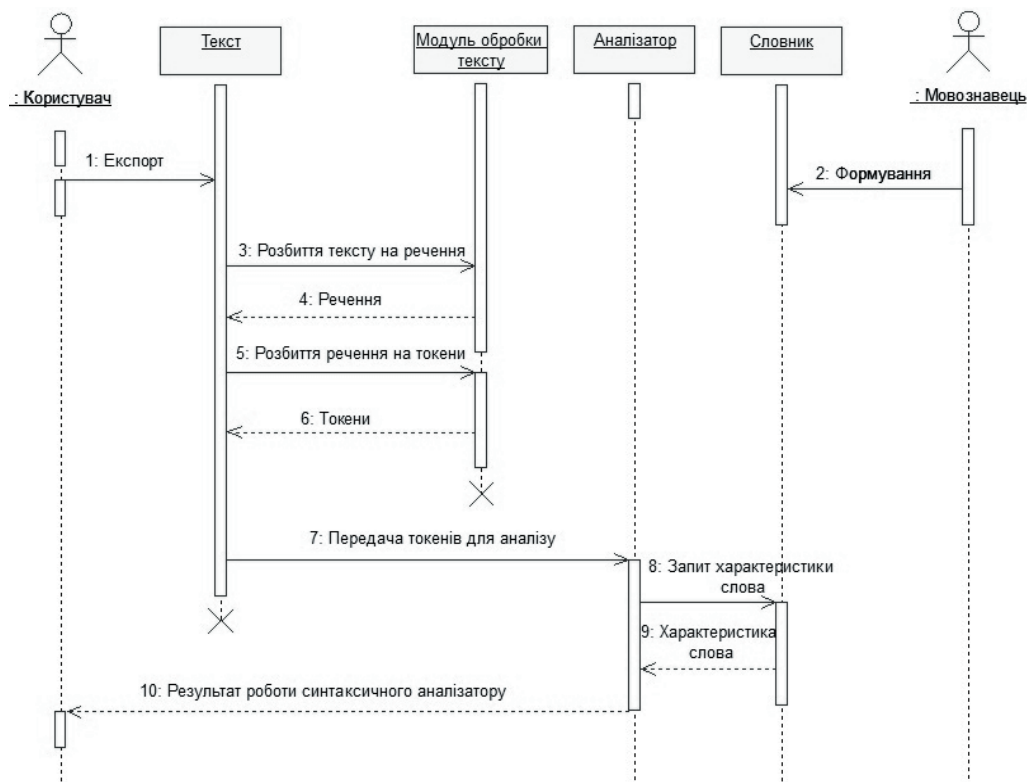 Текст
Модуль обробки
тексту
Аналізатор
Словник
: Користувач
: Мовознавець
1: Експорт
2: Формування
3: Розбиття тексту на речення
4: Речення
5: Розбиття речення на токени
6: Токени
7: Передача токенів для аналізу
8: Запит характеристики
слова
9: Характеристика
слова
10: Результат роботи синтаксичного аналізатору